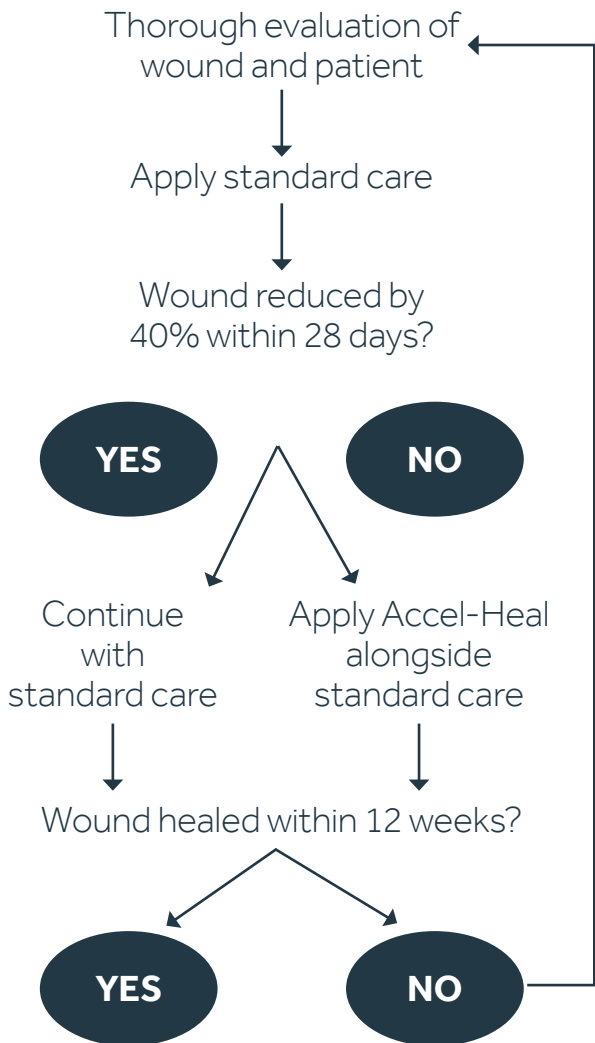 Thorough evaluation of
wound and patient
Apply standard care
Wound reduced by
40% within 28 days?
YES
NO
Continue
with
standard care
Apply Accel-Heal
alongside
standard care
Wound healed within 12 weeks?
YES
NO